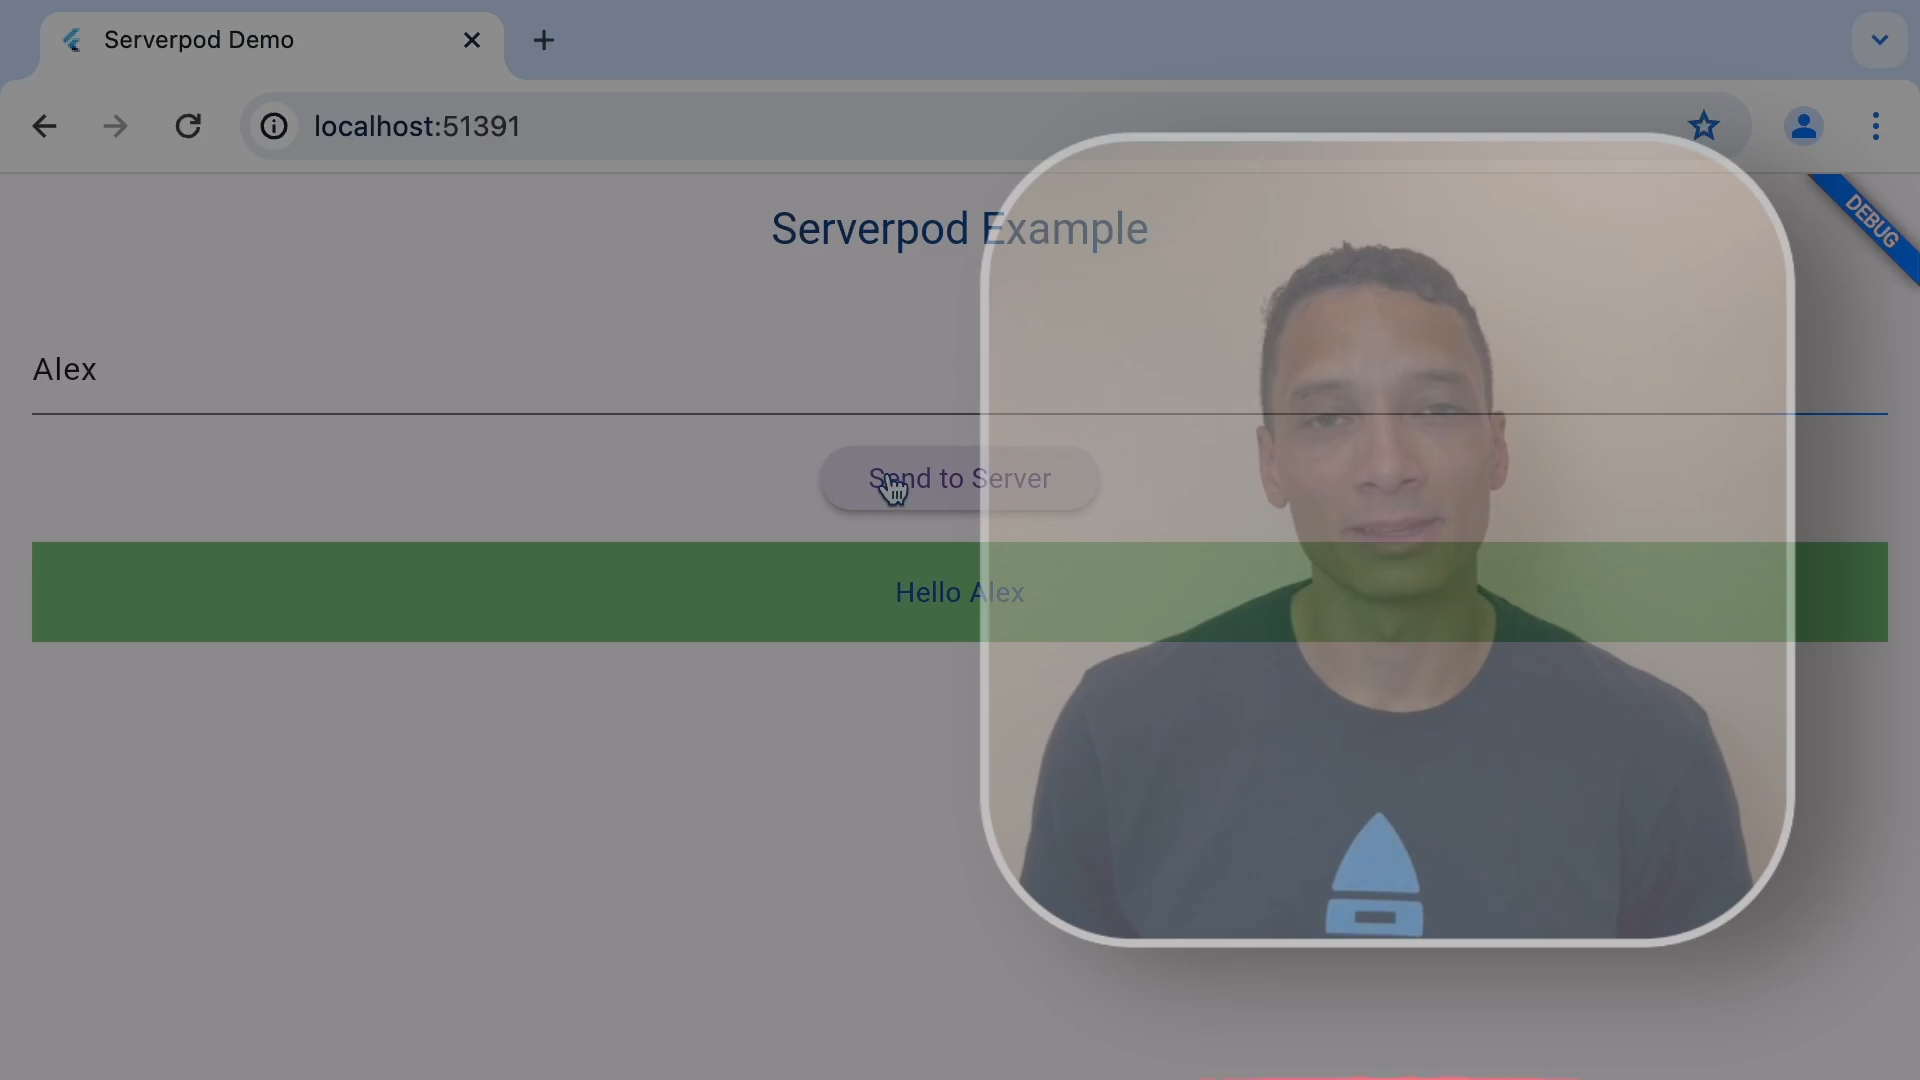 Serverpod Demo
localhost:51391
DEBUG
Serverpod Example
Alex
Send to Server
Hello Alex